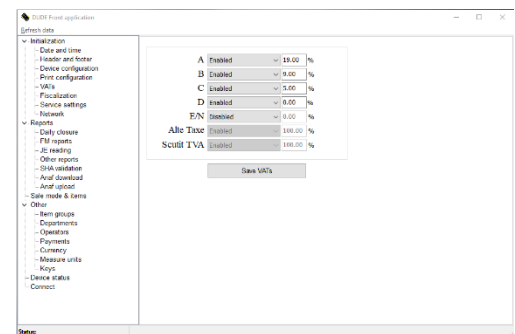 DUDE Front application
Refresh data
Initialization
Date and time
Header and footer
Device configuration
Print configuration
VATs
Fiscalization
Service settings
Network
Reports
Daily closure
FM reports
JE reading
Other reports
SHA validation
Anaf download
Anaf upload
Sale mode & items
Other
Item groups
Departments
Operators
Payments
Currency
Measure units
Keys
Device status
Connect
A Enabled 19.00 %
B Enabled 9.00 %
C Enabled 5.00 %
D Enabled 0.00 %
E/N Disabled 0.00 %
Alte Taxe Enabled 100.00 %
Scutit TVA Enabled 100.00 %
Save VATs
Status: